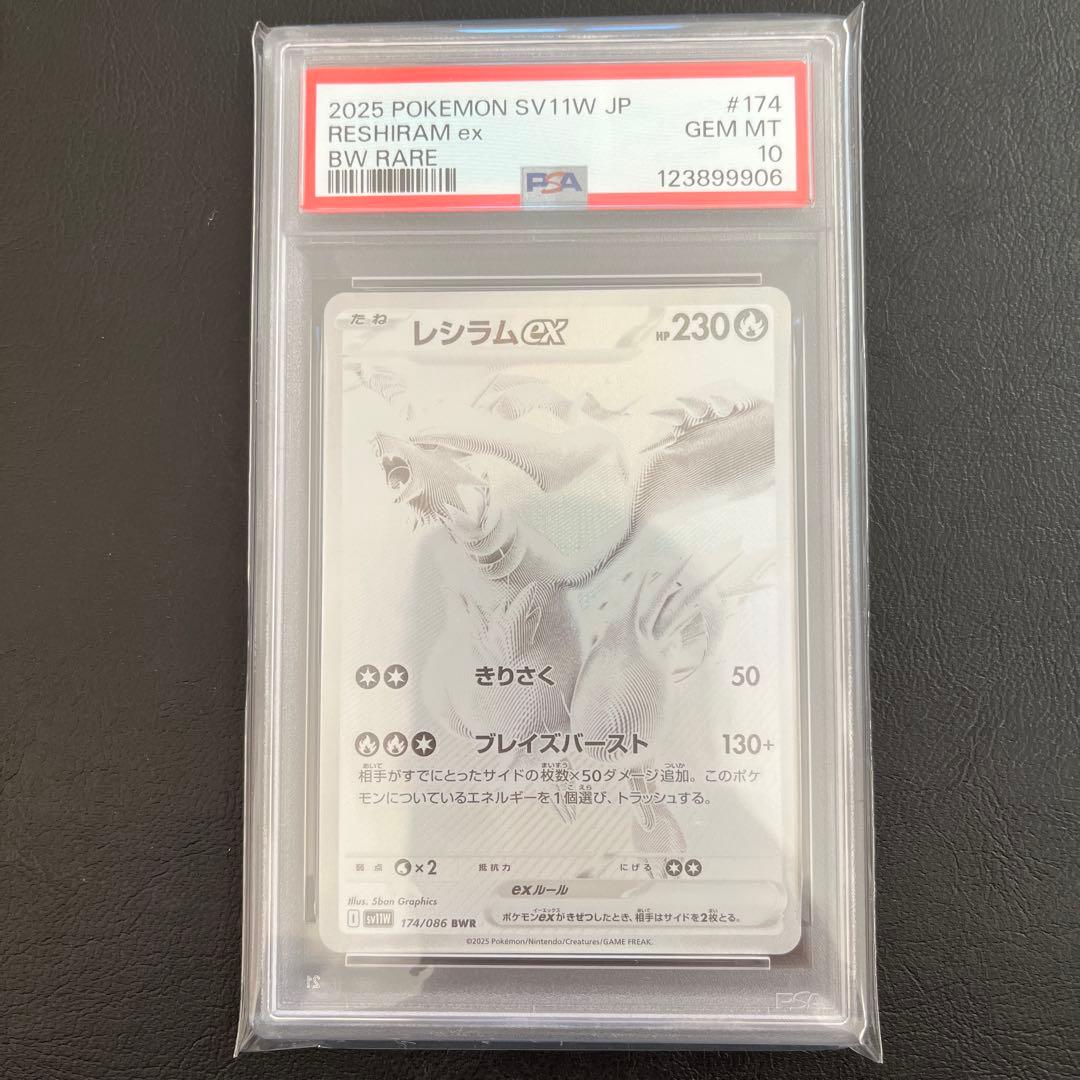 2025 POKEMON SV11W JP #174
RESHIRAM ex GEM MT
BW RARE 10
PSA 123899906
たね レシラムex HP230
きりさく 50
ブレイズバースト 130+
相手がすでにとったサイドの枚数×50ダメージ追加。このポケ
モンについているエネルギーを1個選び、トラッシュする。
弱点 ×2 抵抗力 にげる
exルール
ポケモンexがきぜつしたとき、相手はサイドを2枚とる。
Illus. 5ban Graphics
I sv11W 174/086 BWR
©2025 Pokémon/Nintendo/Creatures/GAME FREAK.
21
PSA